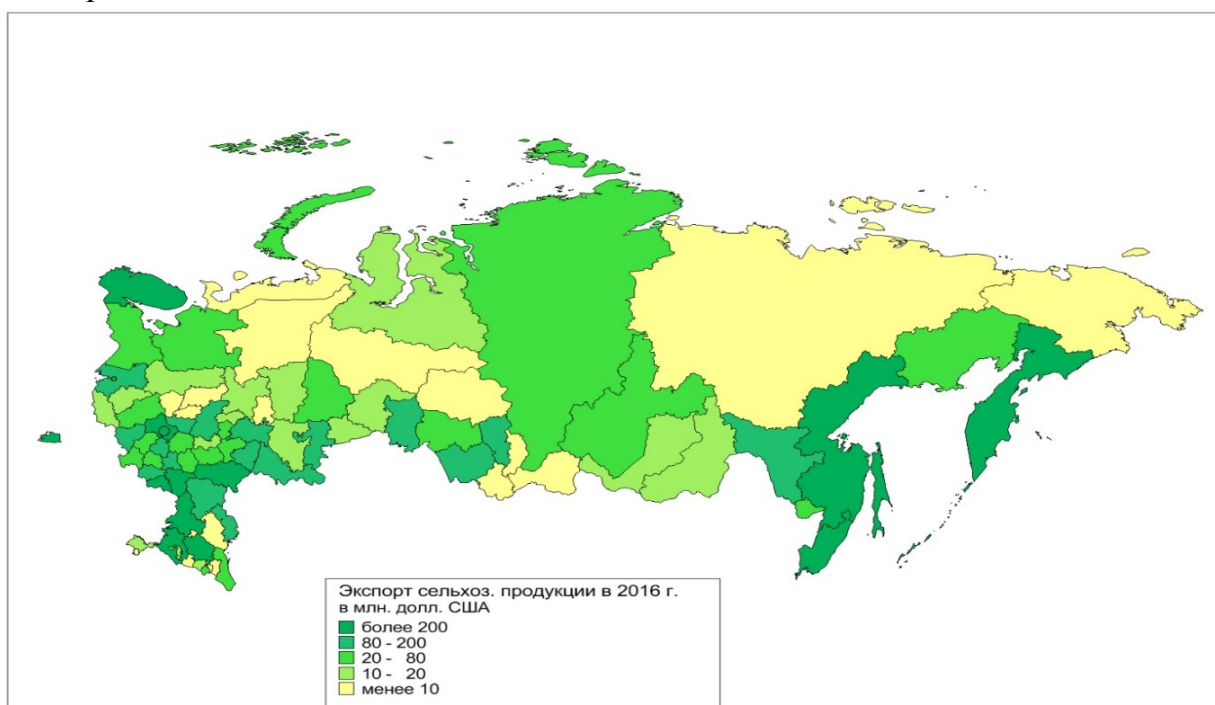 Экспорт сельхоз. продукции в 2016 г.
в млн. долл. США
более 200
80 - 200
20 - 80
10 - 20
менее 10